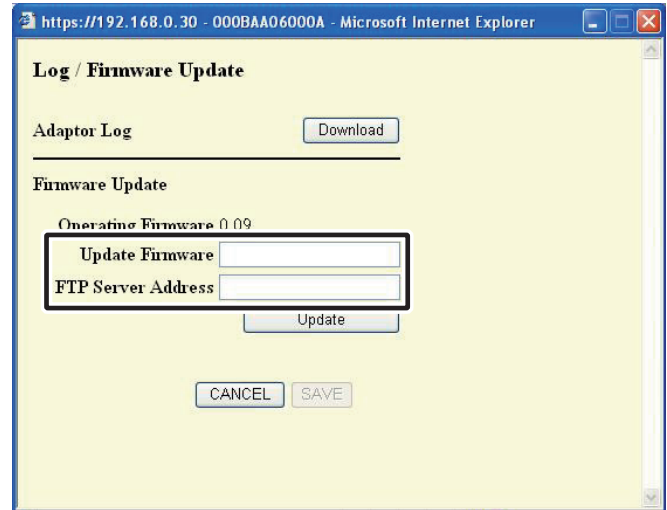 https://192.168.0.30 - 000BAA06000A - Microsoft Internet Explorer
Log / Firmware Update
Adaptor Log Download
Firmware Update
Operating Firmware 0.09
Update Firmware
FTP Server Address
Update
CANCEL SAVE